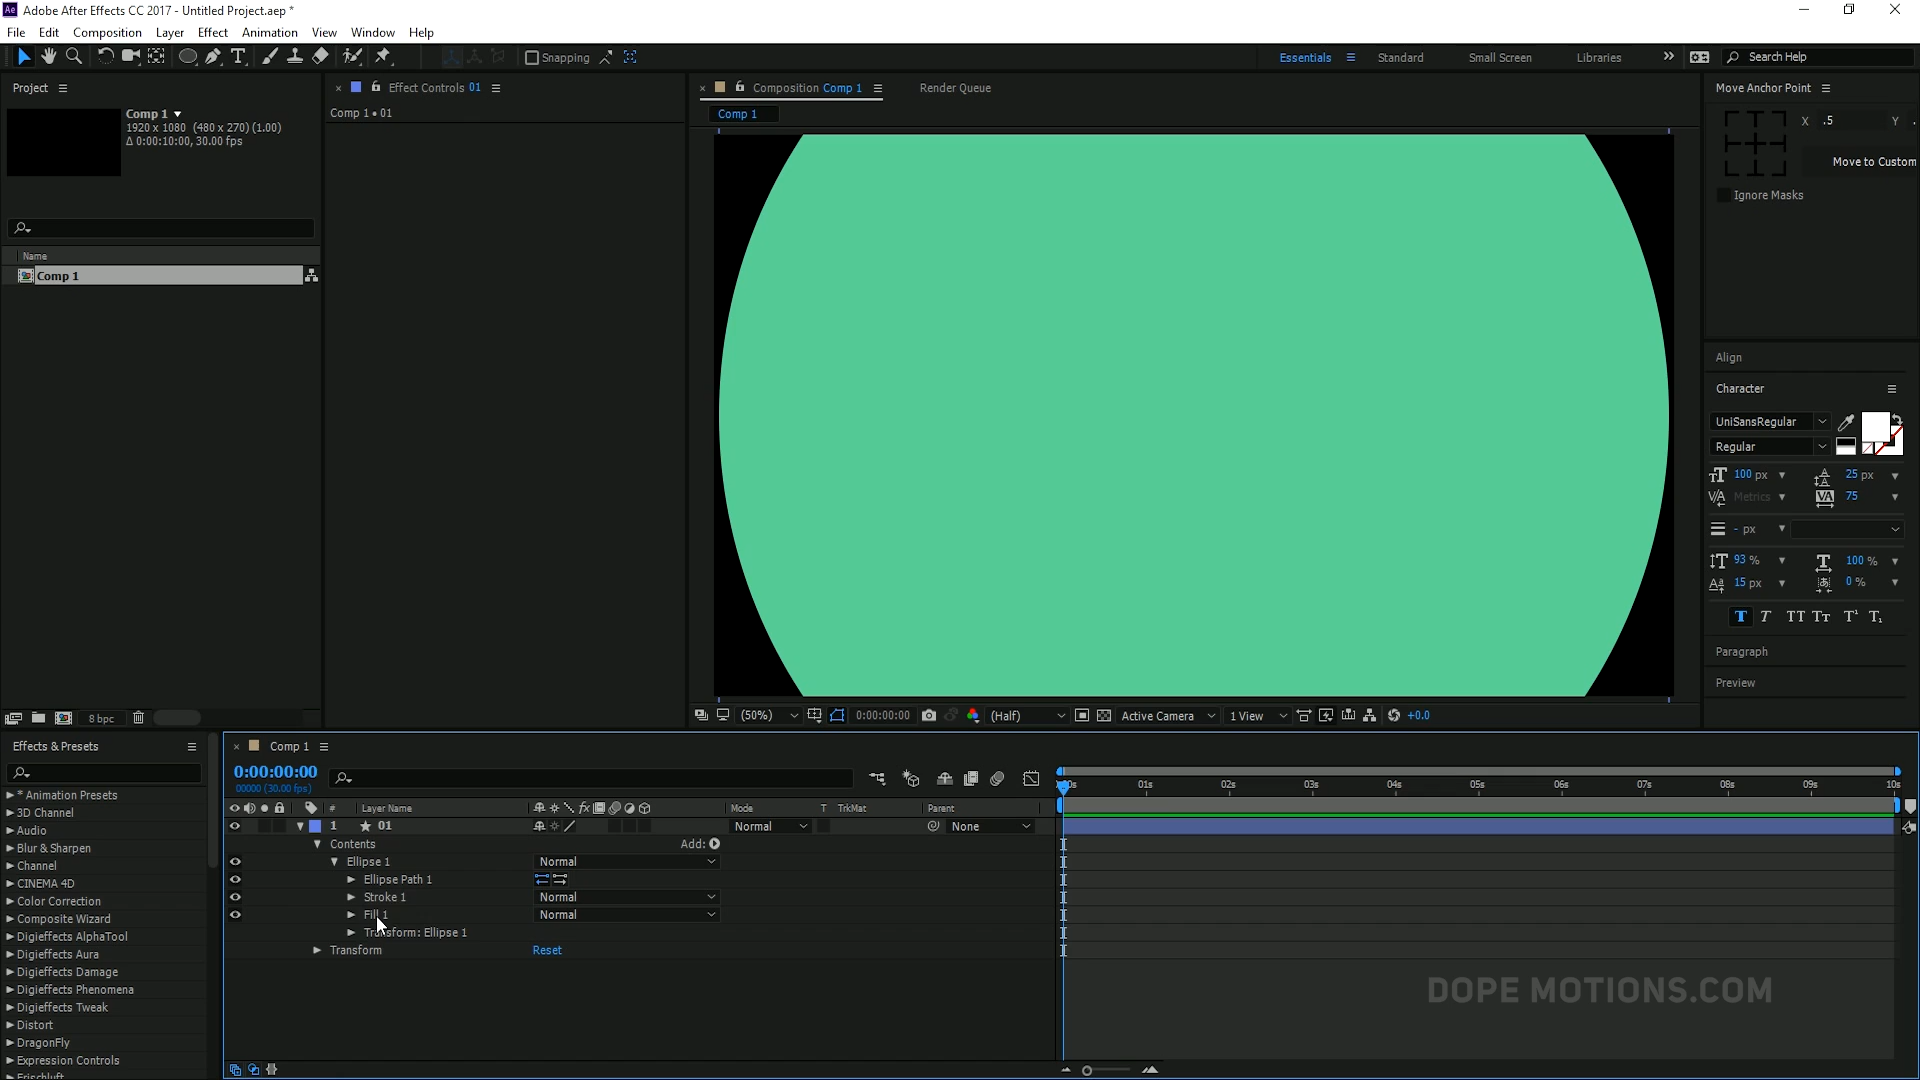 Ae Adobe After Effects CC 2017 - Untitled Project.aep *
File Edit Composition Layer Effect Animation View Window Help
T Snapping Essentials Standard Small Screen Libraries » Search Help
Project
Comp 1
1920 x 1080 (480 x 270) (1.00)
Δ 0:00:10:00, 30.00 fps
Name
Comp 1
8 bpc
Effect Controls 01
Comp 1 • 01
Composition Comp 1
Render Queue
Comp 1
(50%) 0:00:00:00 (Half) Active Camera 1 View +0.0
Move Anchor Point
X .5 Y .
Move to Custom
Ignore Masks
Align
Character
UniSansRegular
Regular
100 px 25 px
Metrics 75
- px
93 % 100 %
15 px 0 %
T T TT Tт T¹ T₁
Paragraph
Preview
Effects & Presets
* Animation Presets
3D Channel
Audio
Blur & Sharpen
Channel
CINEMA 4D
Color Correction
Composite Wizard
Digieffects AlphaTool
Digieffects Aura
Digieffects Damage
Digieffects Phenomena
Digieffects Tweak
Distort
DragonFly
Expression Controls
Frischluft
Comp 1
0:00:00:00
00000 (30.00 fps)
01s 02s 03s 04s 05s 06s 07s 08s 09s 10s
# Layer Name fx Mode T TrkMat Parent
1 01 Normal None
Contents Add:
Ellipse 1 Normal
Ellipse Path 1
Stroke 1 Normal
Fill 1 Normal
Transform: Ellipse 1
Transform Reset
DOPE MOTIONS.COM